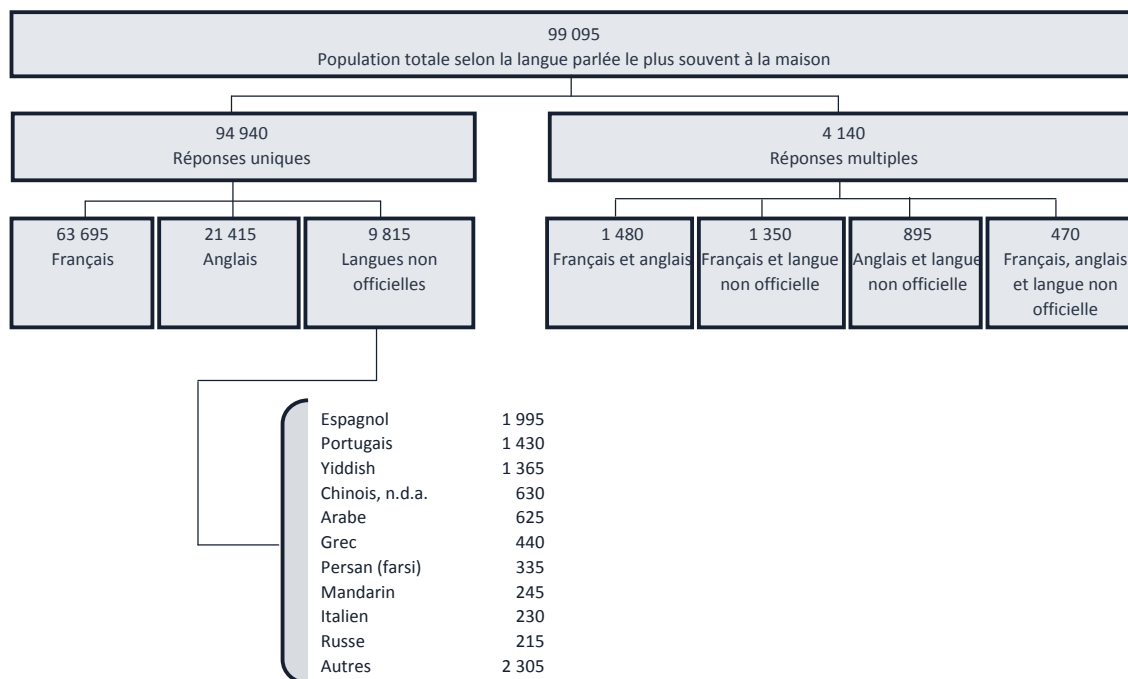 99 095
Population totale selon la langue parlée le plus souvent à la maison
94 940
Réponses uniques
4 140
Réponses multiples
63 695
Français
21 415
Anglais
9 815
Langues non
officielles
1 480
Français et anglais
1 350
Français et langue
non officielle
895
Anglais et langue
non officielle
470
Français, anglais
et langue non
officielle
Espagnol 1 995
Portugais 1 430
Yiddish 1 365
Chinois, n.d.a. 630
Arabe 625
Grec 440
Persan (farsi) 335
Mandarin 245
Italien 230
Russe 215
Autres 2 305